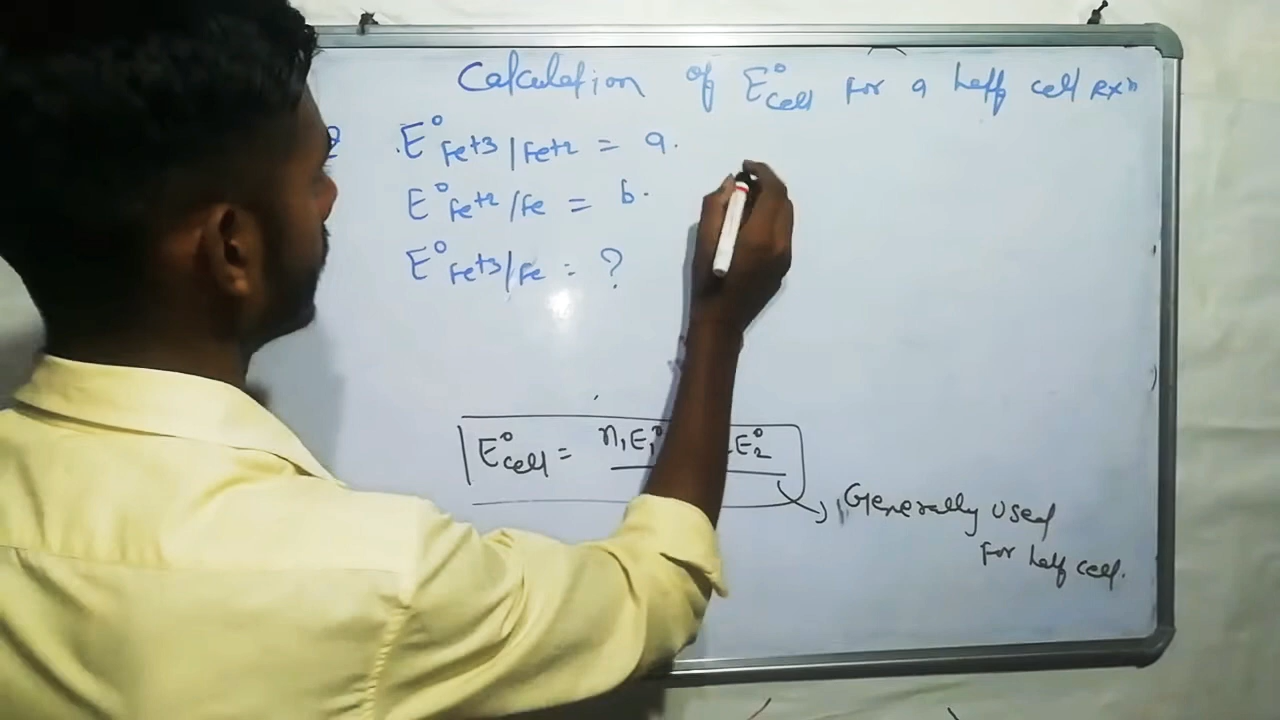 Calculation of E°cell for a half cell Rxn
E°Fe+3/Fe+2 = a.
E°Fe+2/Fe = b.
E°Fe+3/Fe = ?
E°cell = n1E1° E2°
Generally used
for half cell.